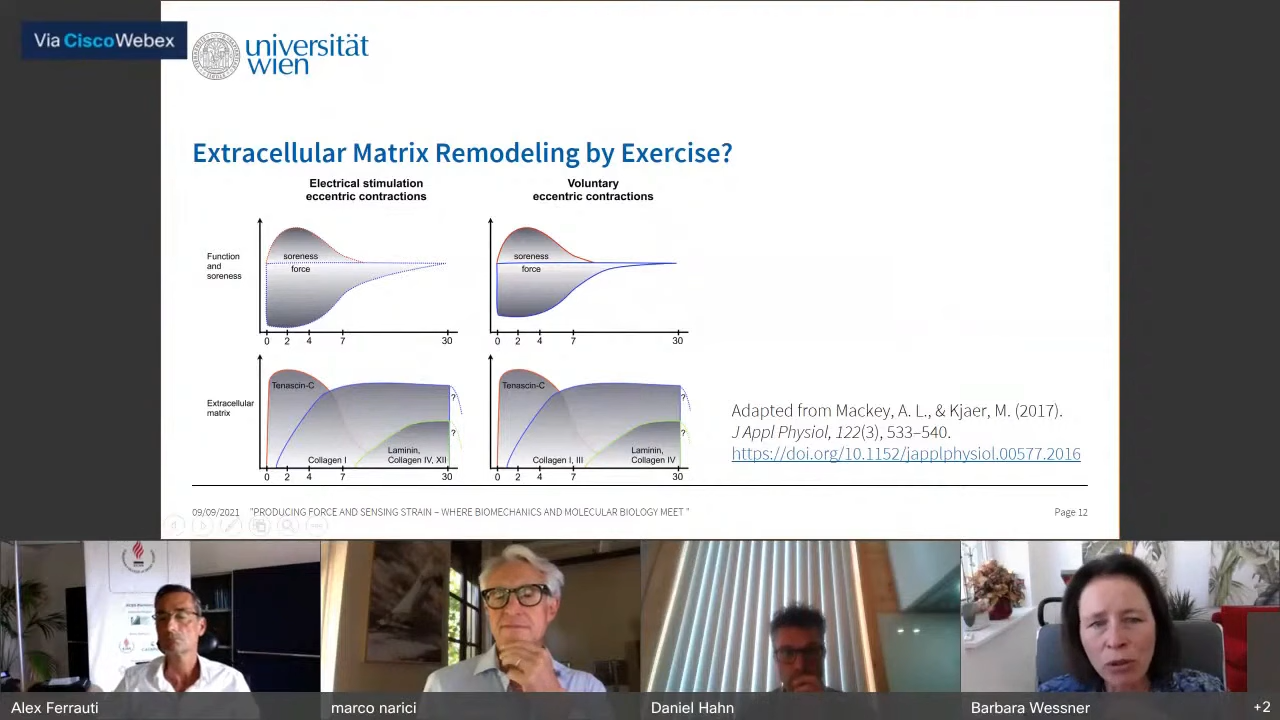 Via Cisco Webex
universität
wien
Extracellular Matrix Remodeling by Exercise?
Electrical stimulation
eccentric contractions
Voluntary
eccentric contractions
Function
and
soreness
soreness
force
0 2 4 7 30
soreness
force
0 2 4 7 30
Extracellular
matrix
Tenascin-C
?
?
Laminin,
Collagen I
Collagen IV, XII
0 2 4 7 30
Tenascin-C
?
?
Laminin,
Collagen I, III
Collagen IV
0 2 4 7 30
Adapted from Mackey, A. L., & Kjaer, M. (2017).
J Appl Physiol, 122(3), 533–540.
https://doi.org/10.1152/japplphysiol.00577.2016
09/09/2021 "PRODUCING FORCE AND SENSING STRAIN – WHERE BIOMECHANICS AND MOLECULAR BIOLOGY MEET "
Page 12
Alex Ferrauti
marco narici
Daniel Hahn
Barbara Wessner
+2